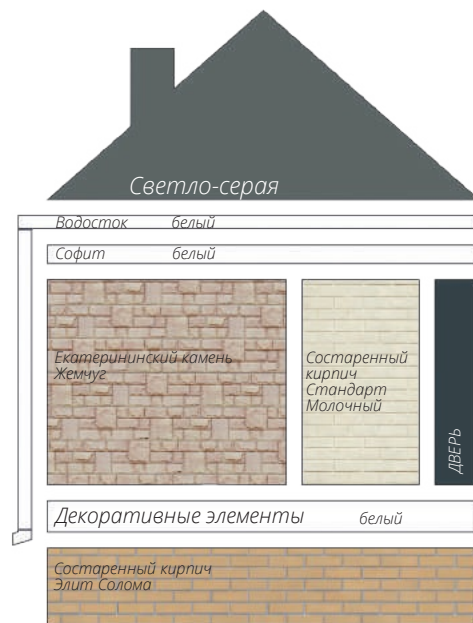 Светло-серая
Водосток белый
Софит белый
Екатерининский камень
Жемчуг
Состаренный
кирпич
Стандарт
Молочный
ДВЕРЬ
Декоративные элементы белый
Состаренный кирпич
Элит Солома